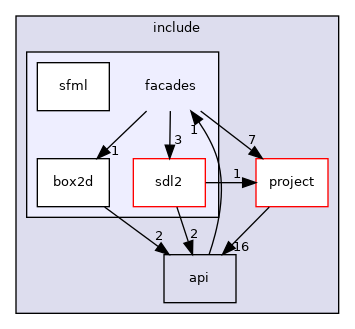 include
sfml
facades
1
3
1
7
box2d
sdl2
1
project
2
2
16
api